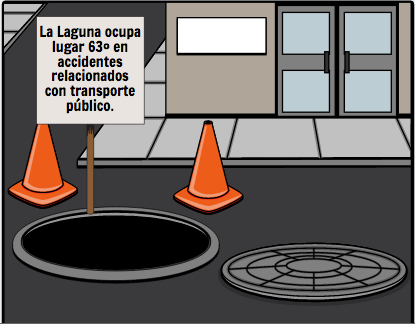 La Laguna ocupa
lugar 63º en
accidentes
relacionados
con transporte
público.